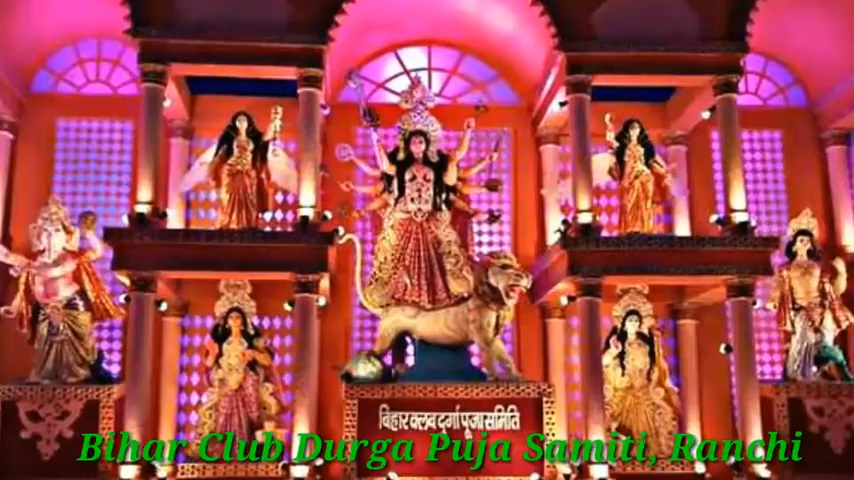 बिहार क्लब दुर्गा पूजा समिति
Bihar Club Durga Puja Samiti, Ranchi